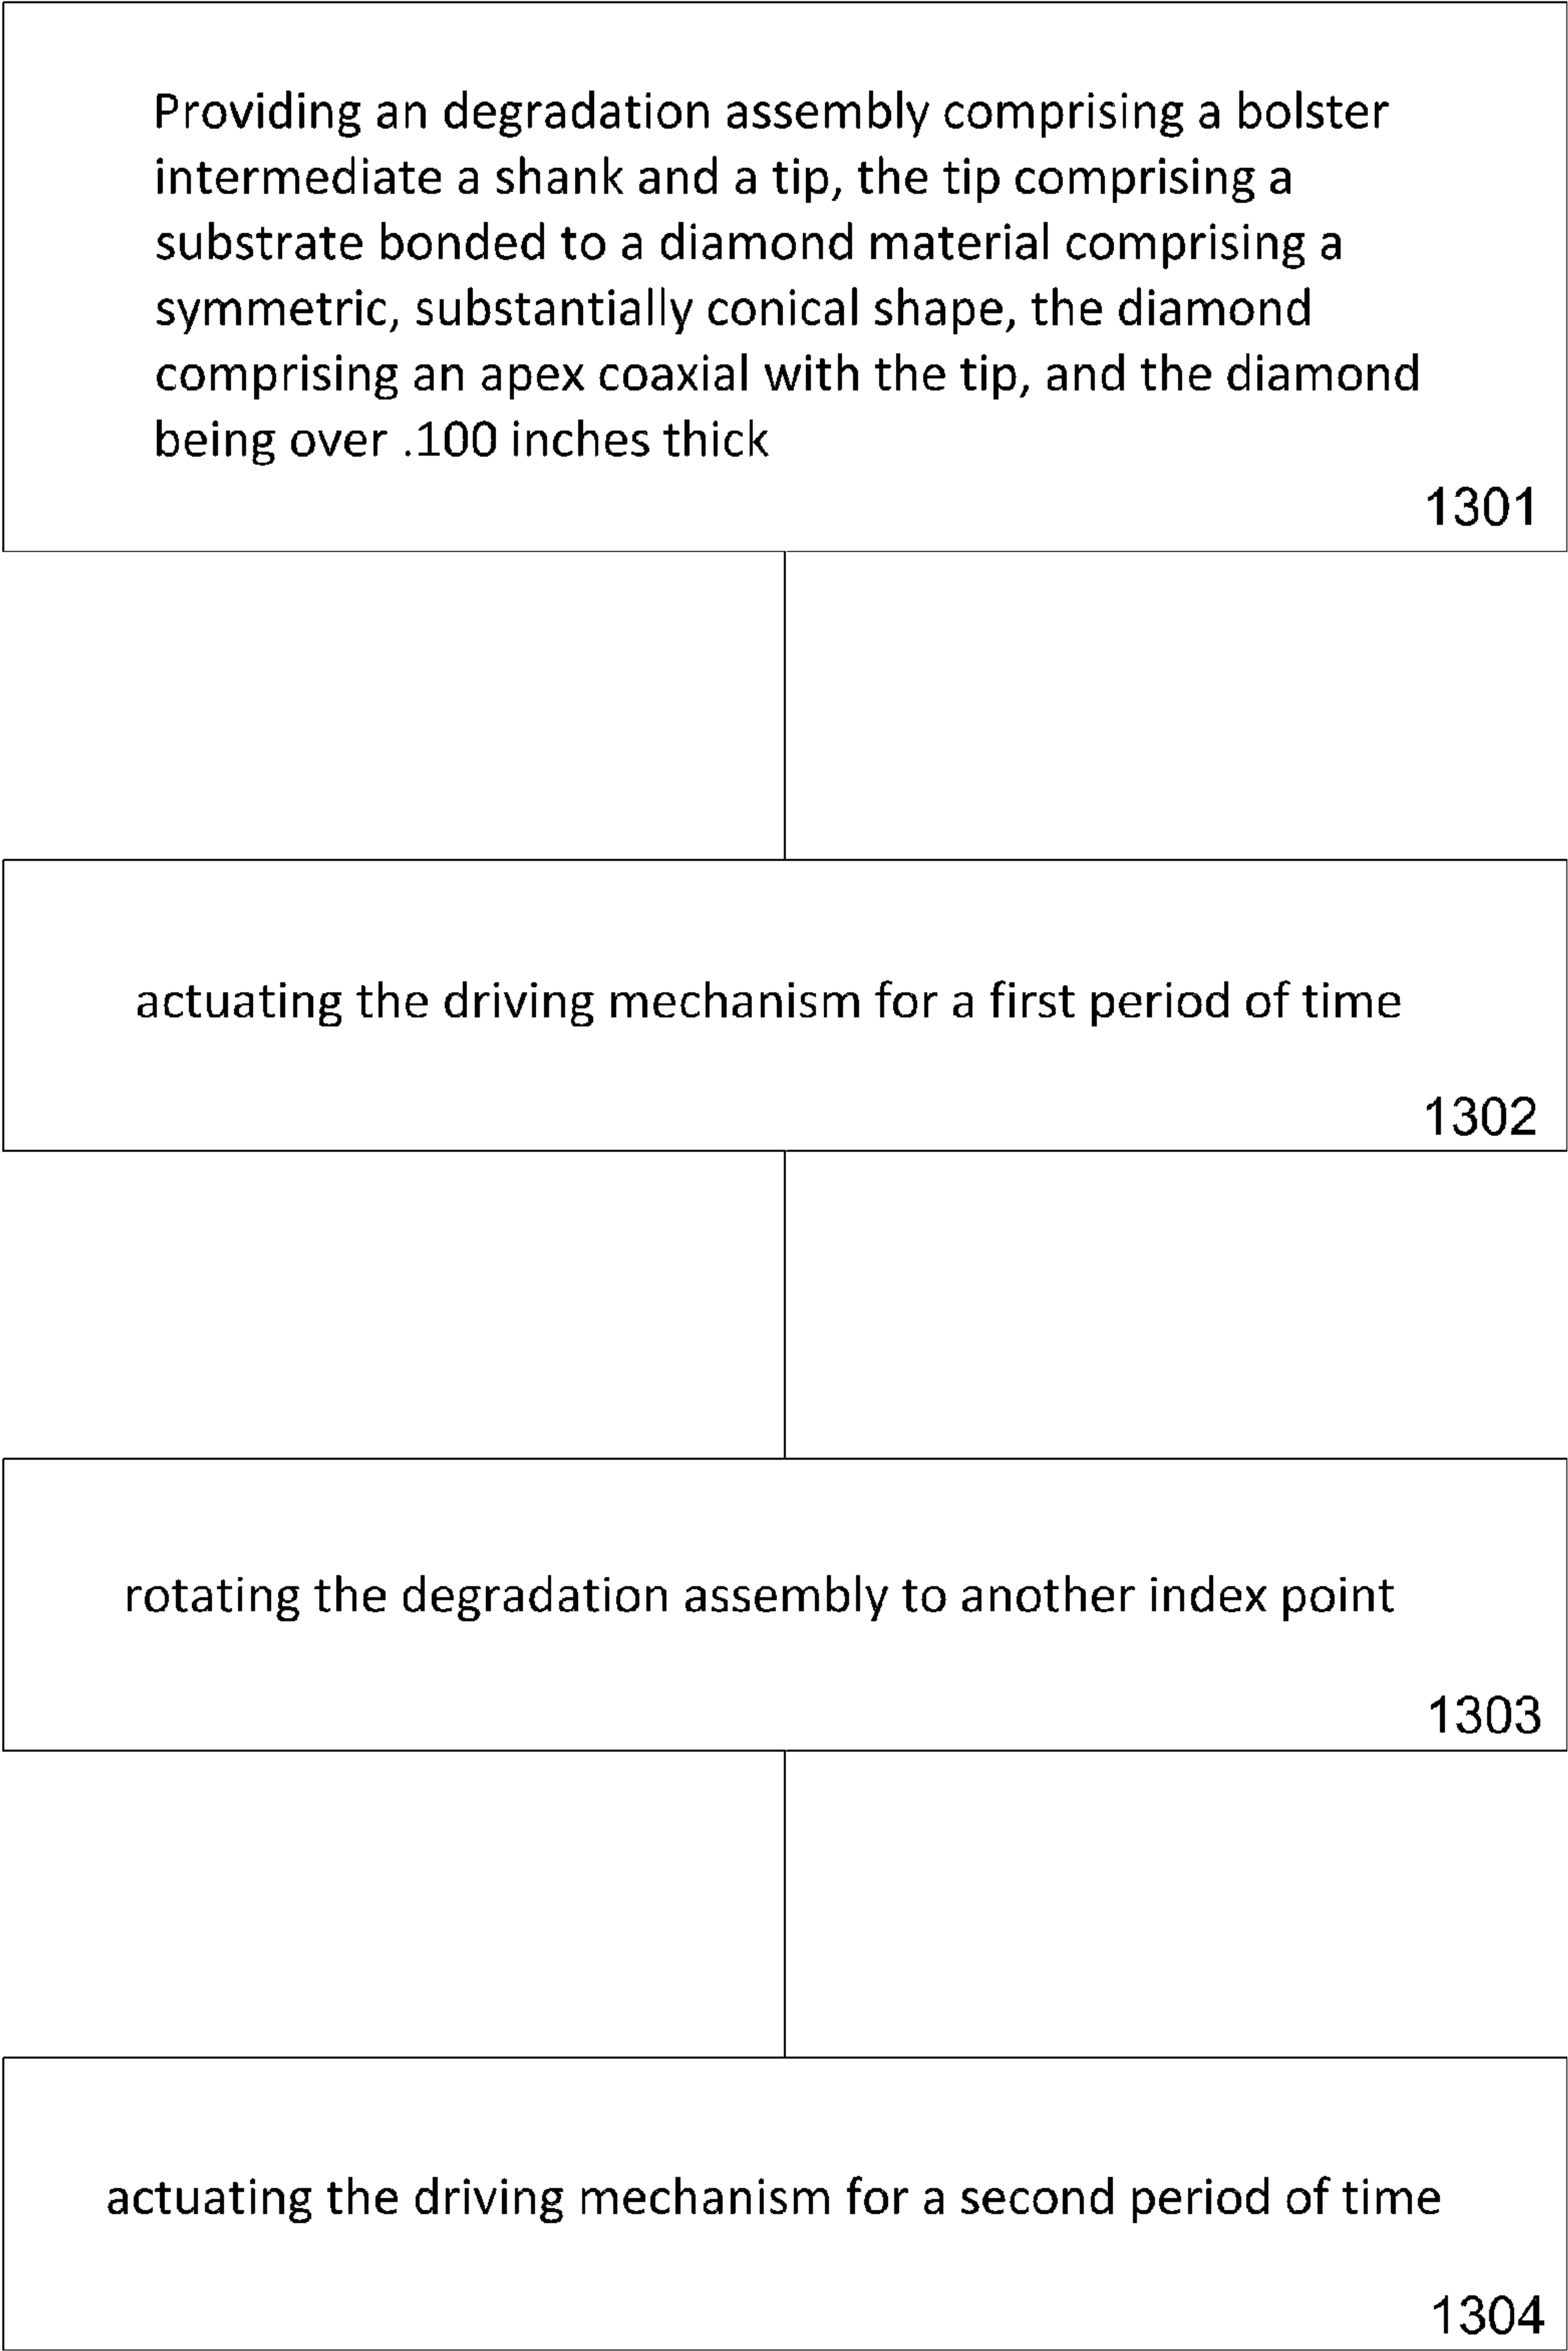 Providing an degradation assembly comprising a bolster
intermediate a shank and a tip, the tip comprising a
substrate bonded to a diamond material comprising a
symmetric, substantially conical shape, the diamond
comprising an apex coaxial with the tip, and the diamond
being over .100 inches thick
1301
actuating the driving mechanism for a first period of time
1302
rotating the degradation assembly to another index point
1303
actuating the driving mechanism for a second period of time
1304